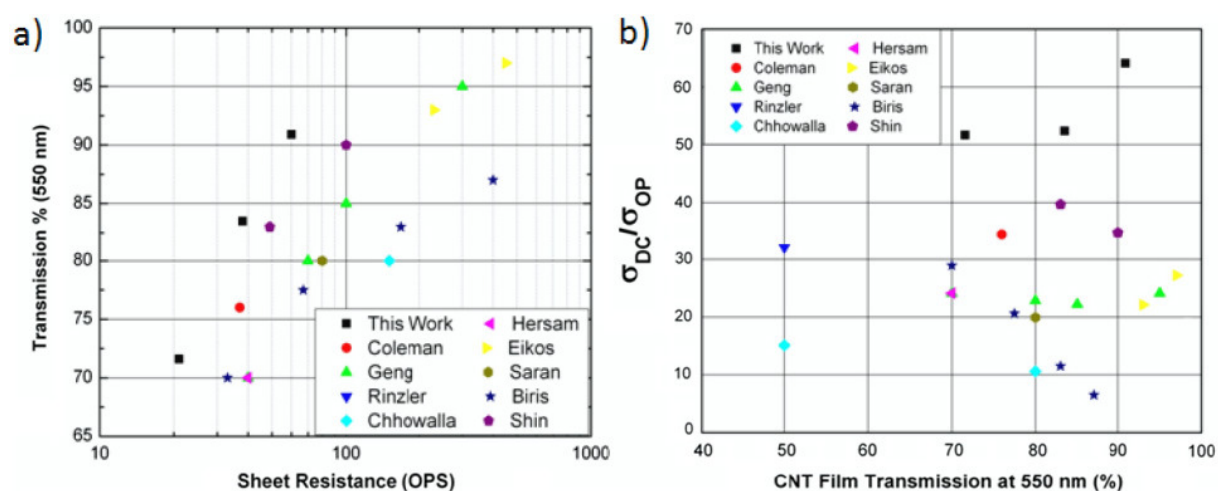 a)
Transmission % (550 nm)
100
95
90
85
80
75
70
65
This Work
Hersam
Coleman
Eikos
Geng
Saran
Rinzler
Biris
Chhowalla
Shin
10
100
1000
Sheet Resistance (OPS)
b)
σDC/σOP
70
60
50
40
30
20
10
0
This Work
Hersam
Coleman
Eikos
Geng
Saran
Rinzler
Biris
Chhowalla
Shin
40
50
60
70
80
90
100
CNT Film Transmission at 550 nm (%)